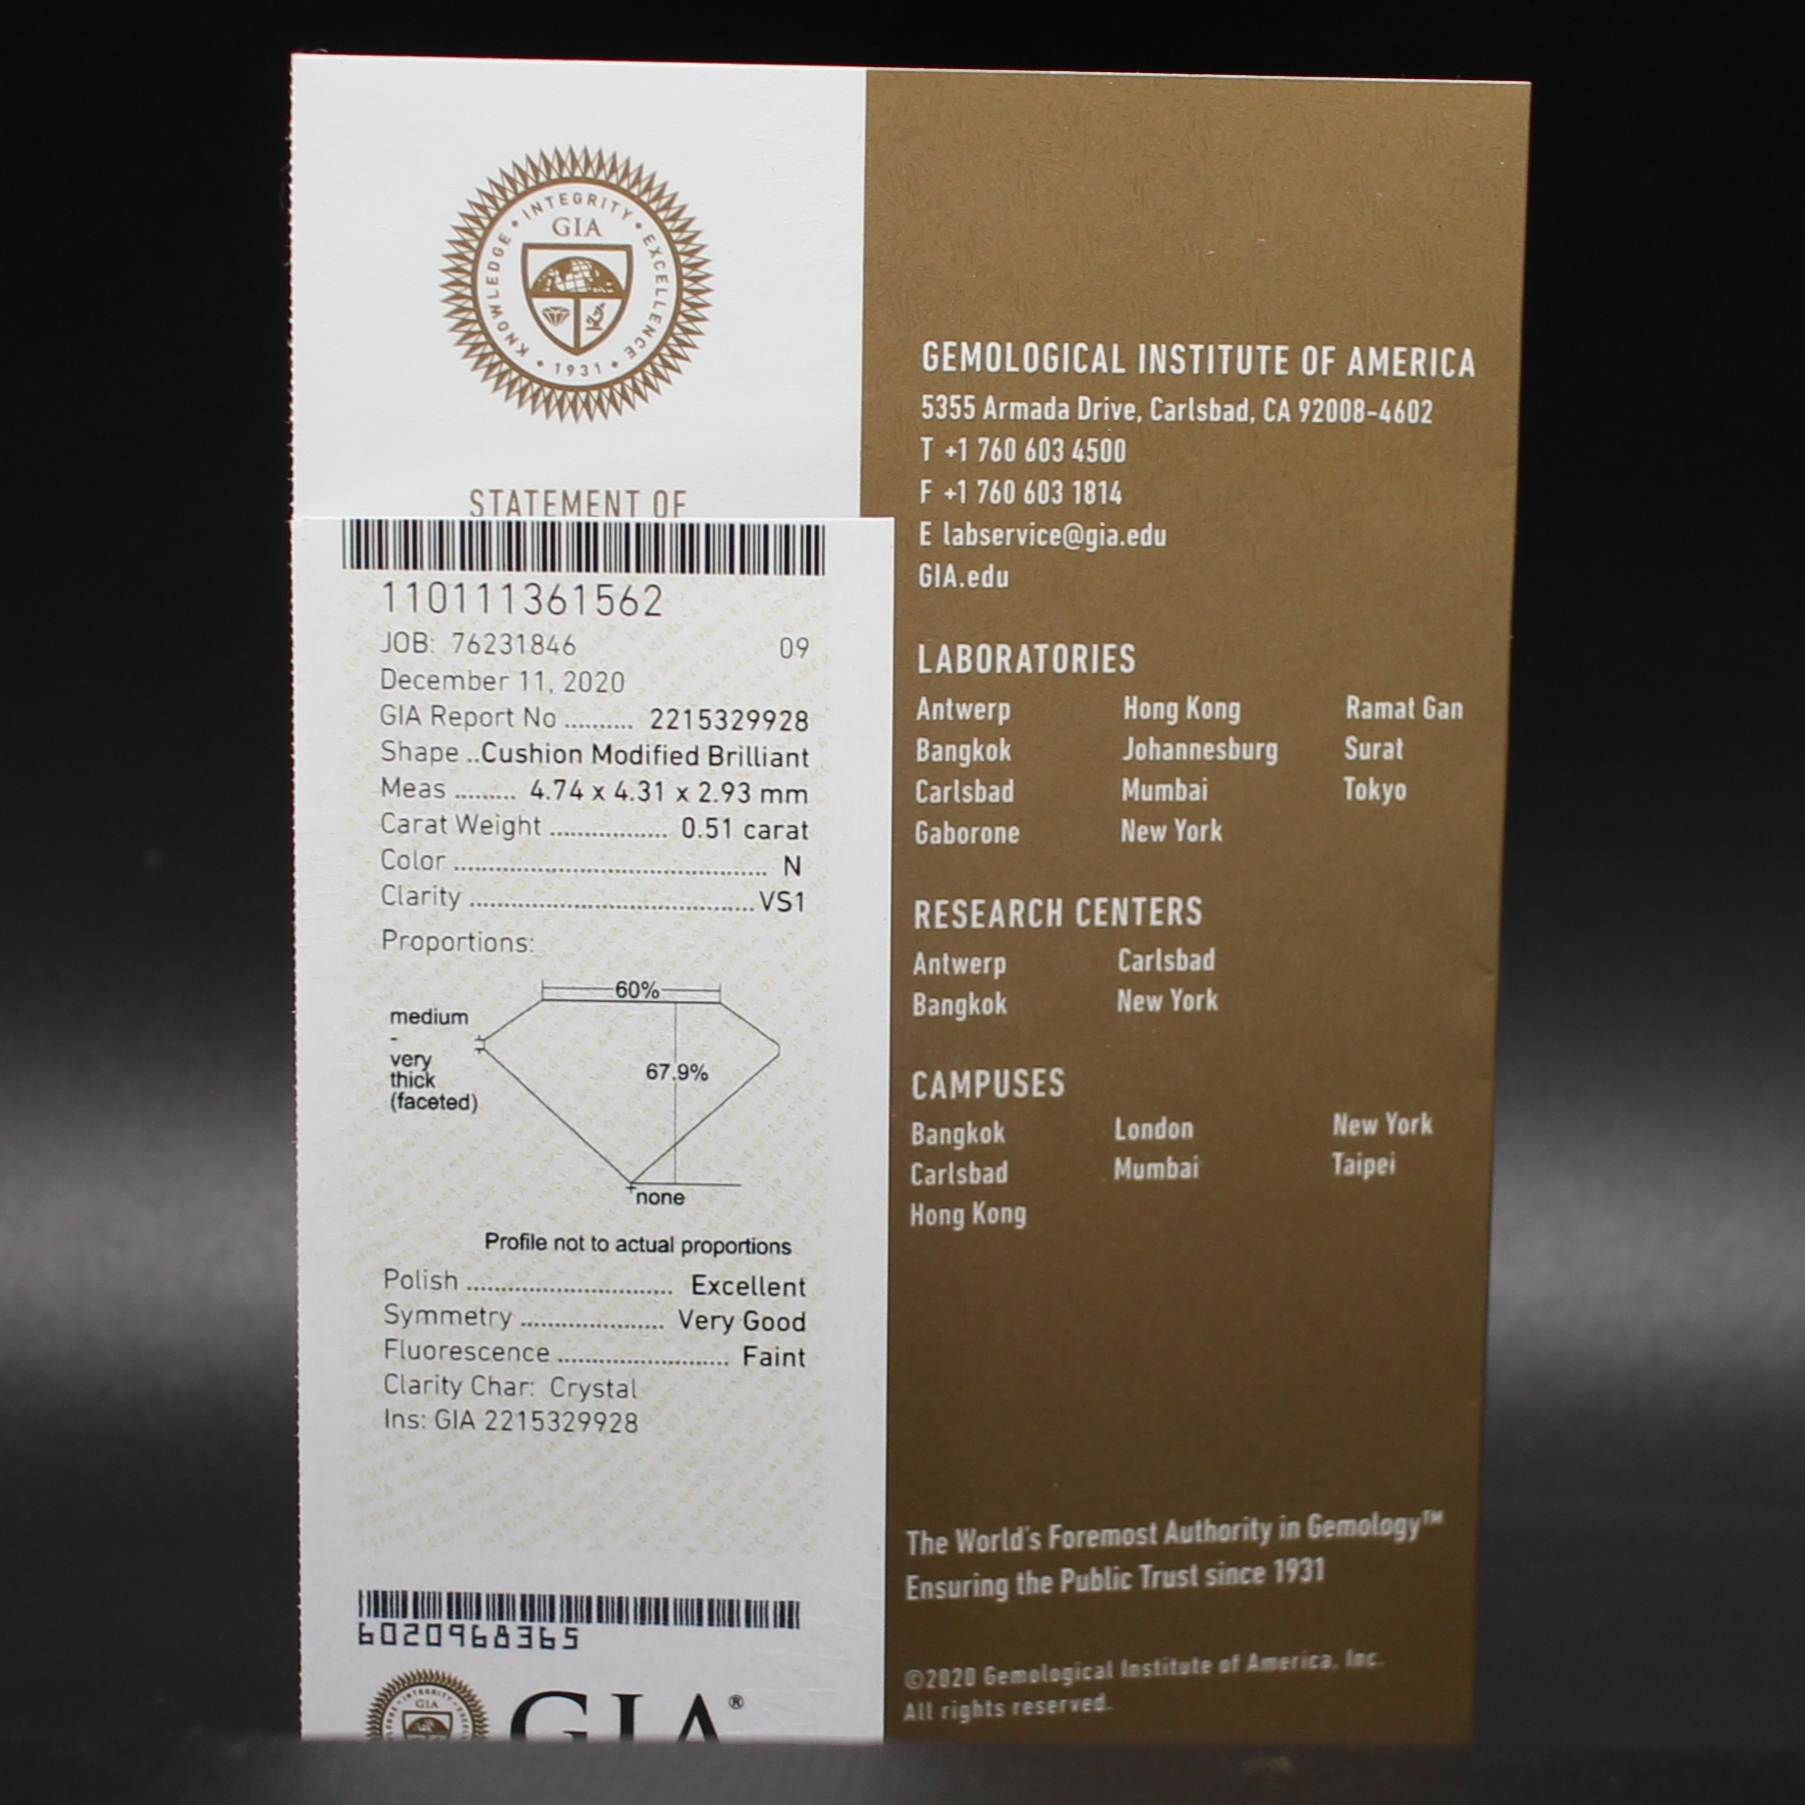 KNOWLEDGE • INTEGRITY • EXCELLENCE • 1931 •
GIA
STATEMENT OF
110111361562
JOB: 76231846 09
December 11, 2020
GIA Report No .......... 2215329928
Shape ..Cushion Modified Brilliant
Meas ......... 4.74 x 4.31 x 2.93 mm
Carat Weight ................. 0.51 carat
Color ............................................. N
Clarity ......................................... VS1
Proportions:
60%
medium
-
very
thick
(faceted)
67.9%
none
Profile not to actual proportions
Polish .............................. Excellent
Symmetry ..................... Very Good
Fluorescence ......................... Faint
Clarity Char: Crystal
Ins: GIA 2215329928
6020968365
GIA
GIA®
GEMOLOGICAL INSTITUTE OF AMERICA
5355 Armada Drive, Carlsbad, CA 92008-4602
T +1 760 603 4500
F +1 760 603 1814
E labservice@gia.edu
GIA.edu
LABORATORIES
Antwerp Hong Kong Ramat Gan
Bangkok Johannesburg Surat
Carlsbad Mumbai Tokyo
Gaborone New York
RESEARCH CENTERS
Antwerp Carlsbad
Bangkok New York
CAMPUSES
Bangkok London New York
Carlsbad Mumbai Taipei
Hong Kong
The World's Foremost Authority in Gemology™
Ensuring the Public Trust since 1931
©2020 Gemological Institute of America, Inc.
All rights reserved.